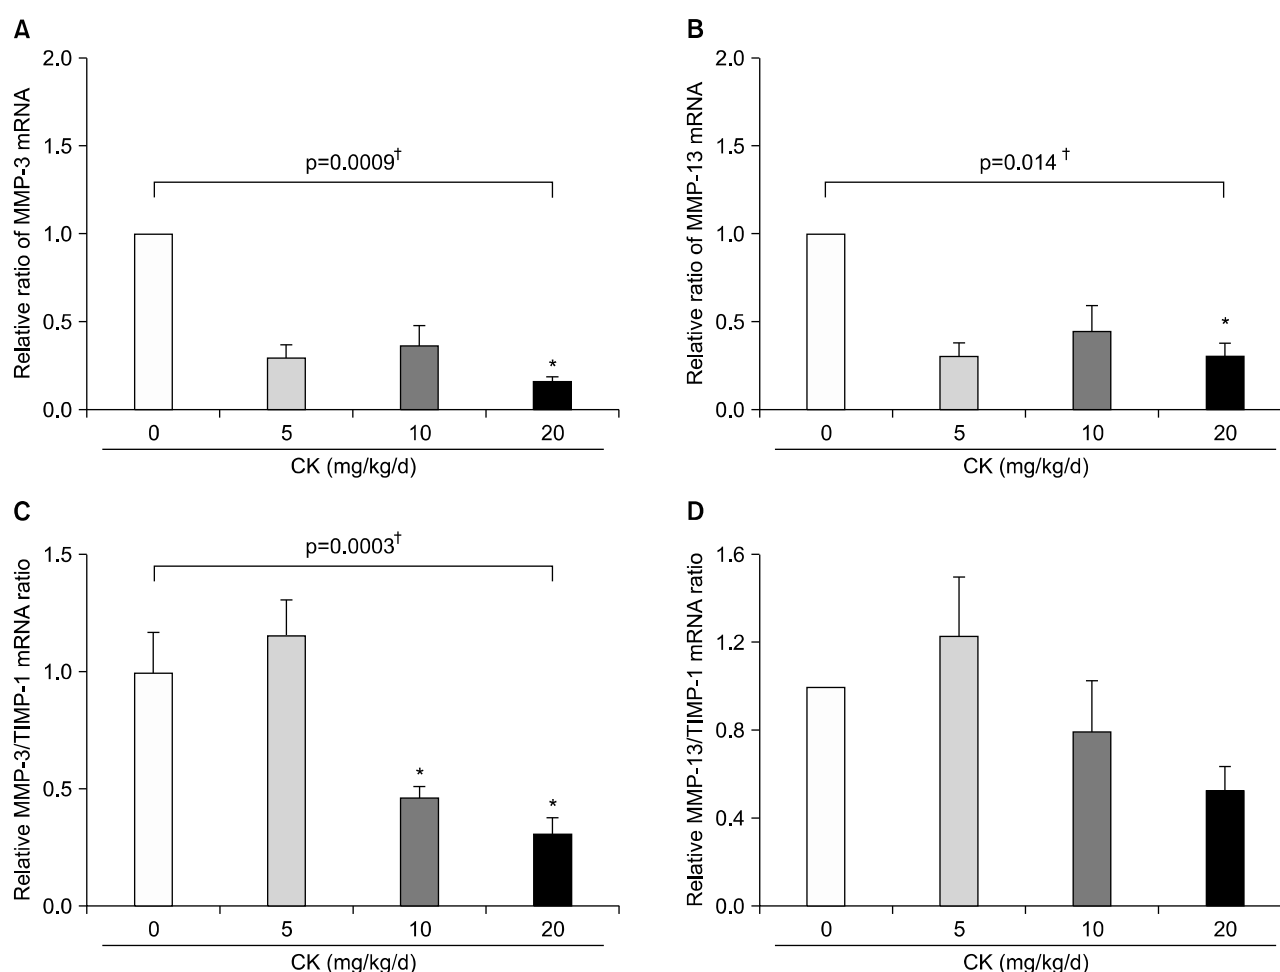 A
Relative ratio of MMP-3 mRNA
2.0
1.5
1.0
0.5
0.0
p=0.0009†
*
0 5 10 20
CK (mg/kg/d)
B
Relative ratio of MMP-13 mRNA
2.0
1.5
1.0
0.5
0.0
p=0.014 †
*
0 5 10 20
CK (mg/kg/d)
C
Relative MMP-3/TIMP-1 mRNA ratio
1.5
1.0
0.5
0.0
p=0.0003†
* *
0 5 10 20
CK (mg/kg/d)
D
Relative MMP-13/TIMP-1 mRNA ratio
1.6
1.2
0.8
0.4
0.0
0 5 10 20
CK (mg/kg/d)